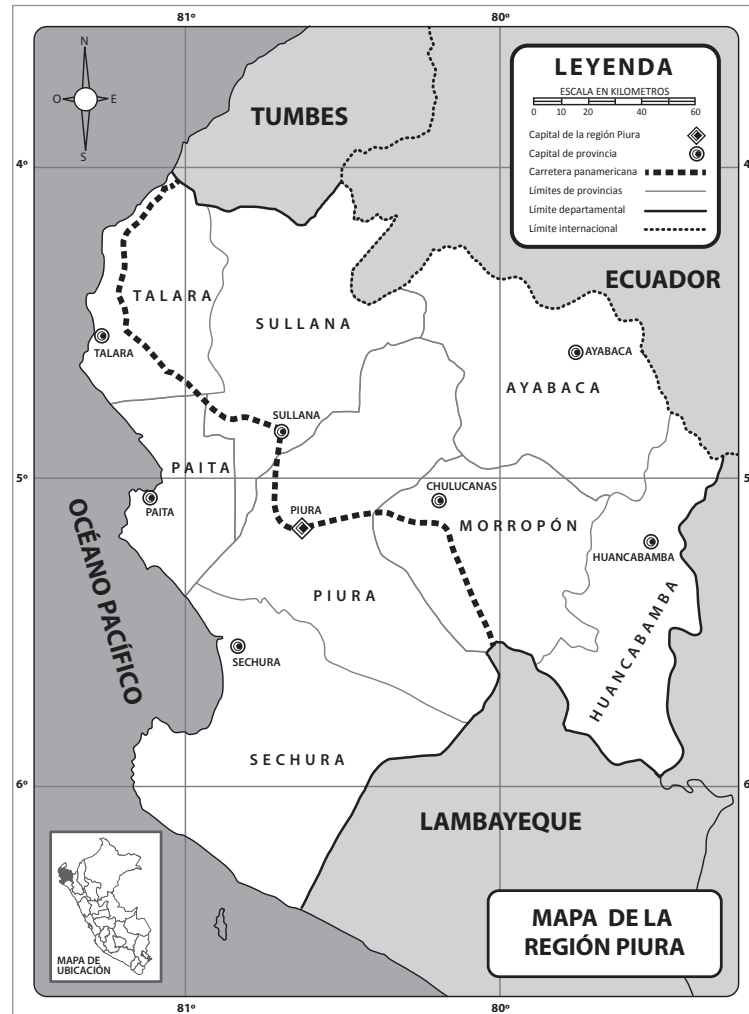 81º 80º
N
O E
S
LEYENDA
ESCALA EN KILOMETROS
0 10 20 40 60
Capital de la región Piura
Capital de provincia
Carretera panamericana
Límites de provincias
Límite departamental
Límite internacional
TUMBES
4º 4º
ECUADOR
TALARA
SULLANA
TALARA
AYABACA
AYABACA
SULLANA
5º 5º
PAITA
CHULUCANAS
PAITA
PIURA
MORROPÓN
HUANCABAMBA
OCÉANO PACÍFICO
PIURA
HUANCABAMBA
SECHURA
SECHURA
6º 6º
LAMBAYEQUE
MAPA DE
UBICACIÓN
MAPA DE LA
REGIÓN PIURA
81º 80º